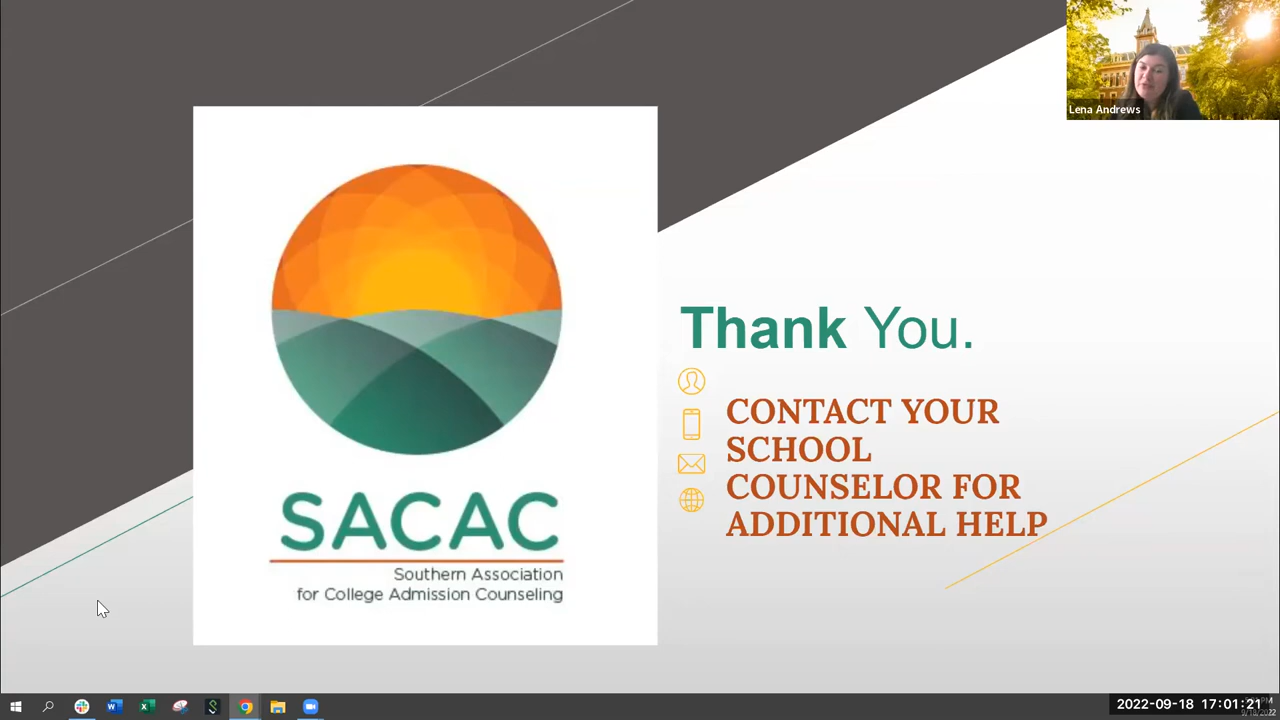 Lena Andrews
Thank You.
CONTACT YOUR
SCHOOL
COUNSELOR FOR
ADDITIONAL HELP
SACAC
Southern Association
for College Admission Counseling
2022-09-18 17:01:21